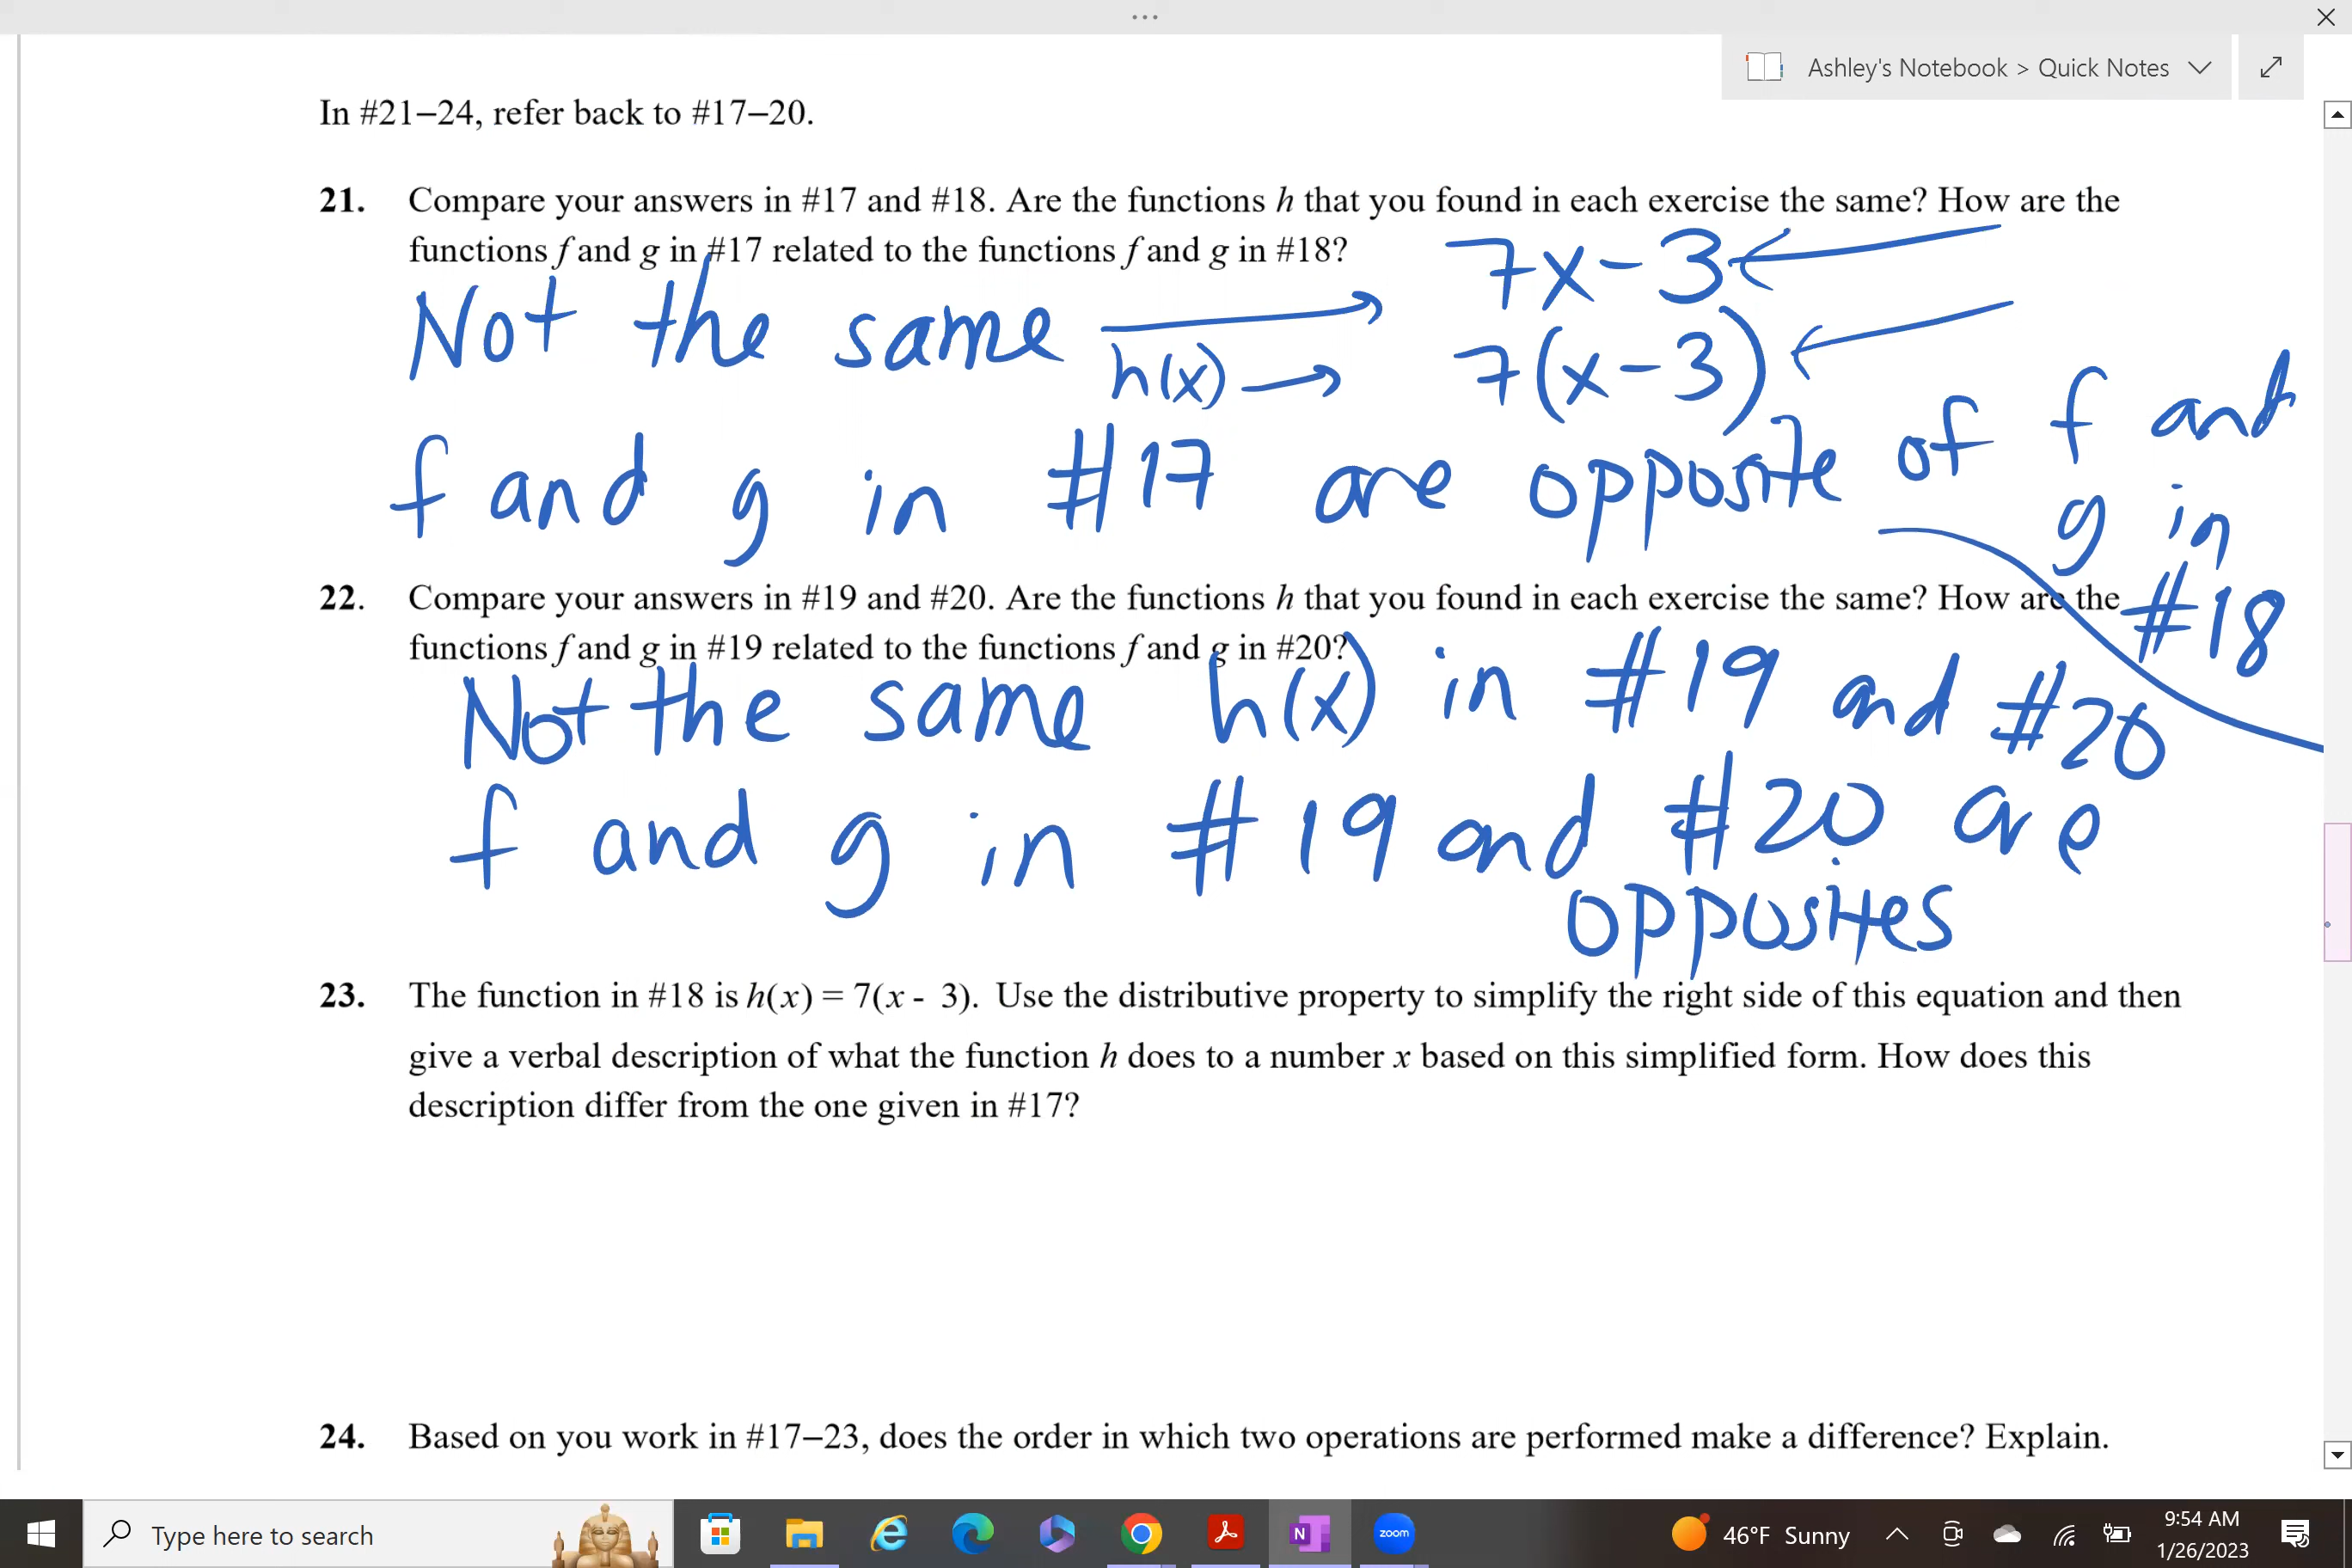 Ashley's Notebook > Quick Notes
In #21–24, refer back to #17–20.
21. Compare your answers in #17 and #18. Are the functions h that you found in each exercise the same? How are the
functions f and g in #17 related to the functions f and g in #18?
7x-3
Not the same
h(x) 7(x-3)
f and g in #17 are opposite of f and
g in
#18
22. Compare your answers in #19 and #20. Are the functions h that you found in each exercise the same? How are the
functions f and g in #19 related to the functions f and g in #20?
Not the same h(x) in #19 and #20
f and g in #19 and #20 are
opposites
23. The function in #18 is h(x) = 7(x - 3). Use the distributive property to simplify the right side of this equation and then
give a verbal description of what the function h does to a number x based on this simplified form. How does this
description differ from the one given in #17?
24. Based on you work in #17–23, does the order in which two operations are performed make a difference? Explain.
Type here to search
N
zoom
46°F Sunny
9:54 AM
1/26/2023